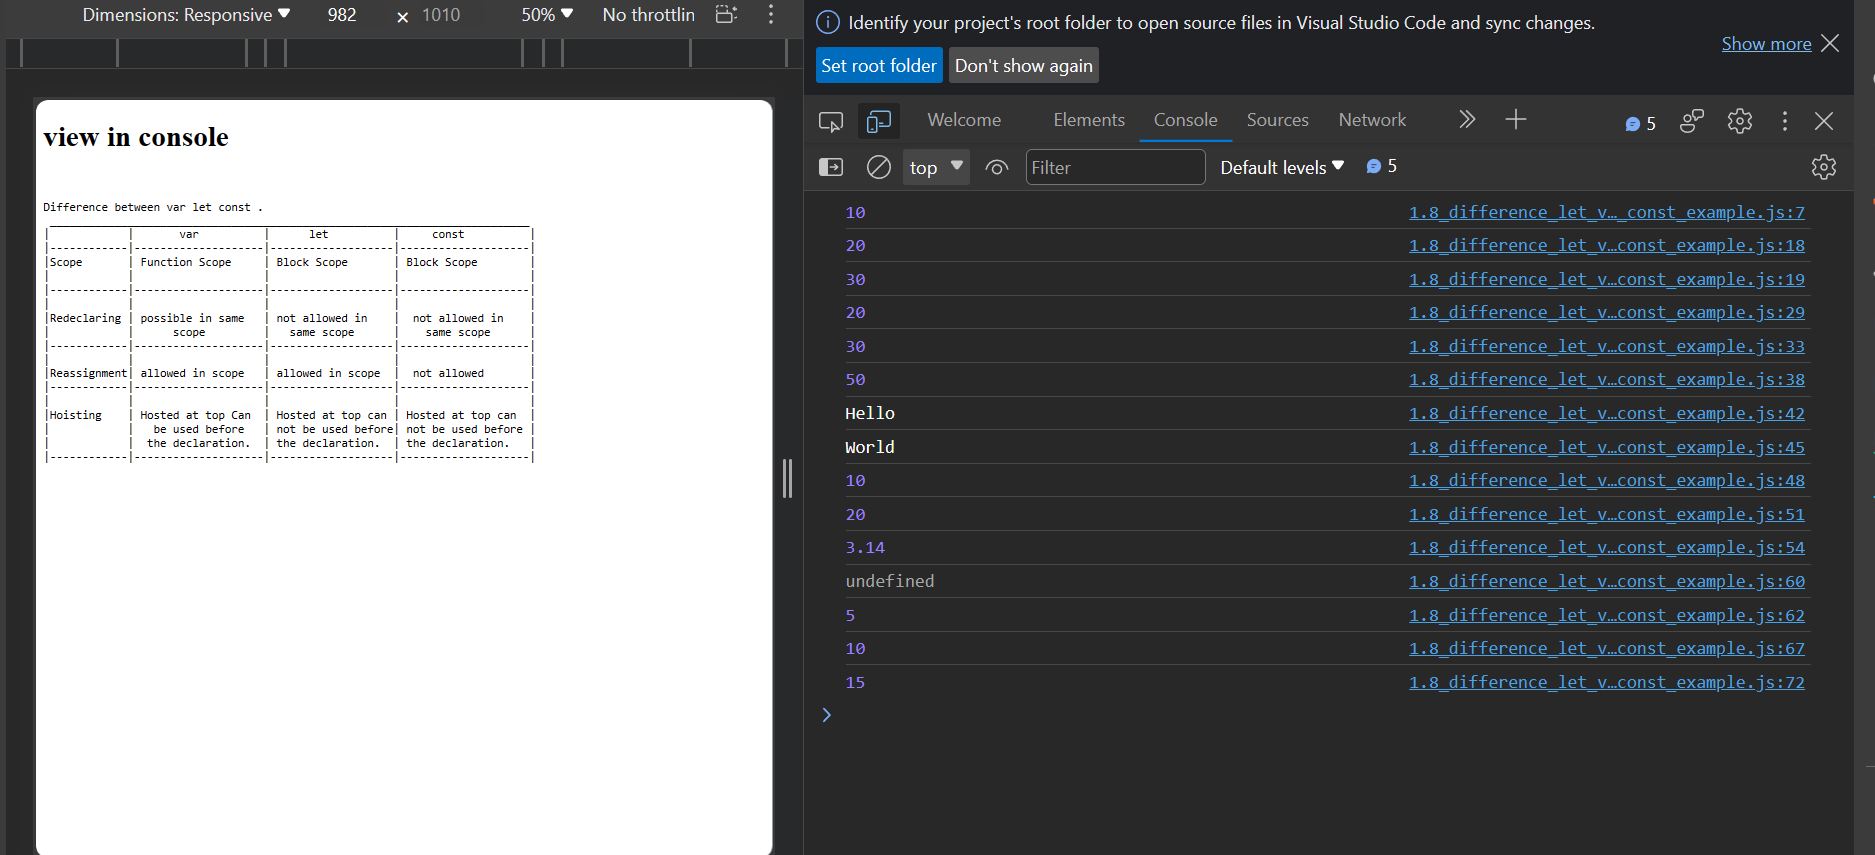 Dimensions: Responsive 982 × 1010 50% No throttlin
view in console
Difference between var let const .
var let const
Scope Function Scope Block Scope Block Scope
Redeclaring possible in same not allowed in not allowed in
scope same scope same scope
Reassignment allowed in scope allowed in scope not allowed
Hoisting Hosted at top Can Hosted at top can Hosted at top can
be used before not be used before not be used before
the declaration. the declaration. the declaration.
Identify your project's root folder to open source files in Visual Studio Code and sync changes.
Show more
Set root folder Don't show again
Welcome Elements Console Sources Network 5
top Filter Default levels 5
10 1.8_difference_let_v…_const_example.js:7
20 1.8_difference_let_v…const_example.js:18
30 1.8_difference_let_v…const_example.js:19
20 1.8_difference_let_v…const_example.js:29
30 1.8_difference_let_v…const_example.js:33
50 1.8_difference_let_v…const_example.js:38
Hello 1.8_difference_let_v…const_example.js:42
World 1.8_difference_let_v…const_example.js:45
10 1.8_difference_let_v…const_example.js:48
20 1.8_difference_let_v…const_example.js:51
3.14 1.8_difference_let_v…const_example.js:54
undefined 1.8_difference_let_v…const_example.js:60
5 1.8_difference_let_v…const_example.js:62
10 1.8_difference_let_v…const_example.js:67
15 1.8_difference_let_v…const_example.js:72